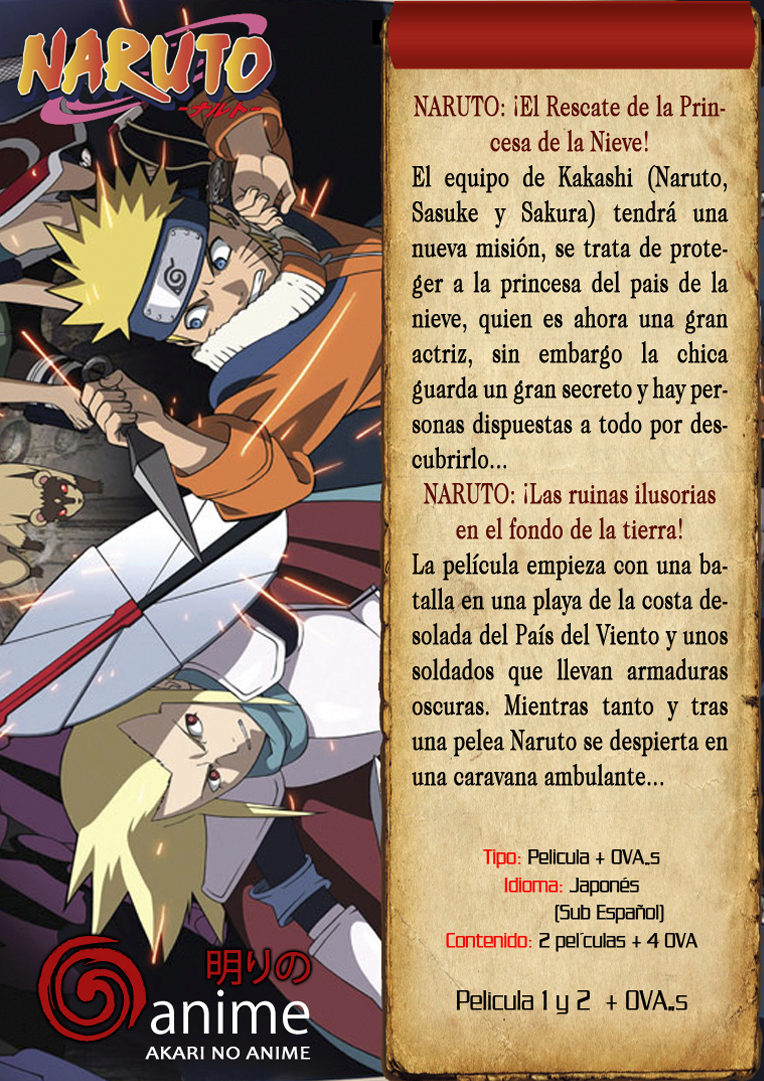 NARUTO
-ナルト-
NARUTO: ¡El Rescate de la Prin-
cesa de la Nieve!
El equipo de Kakashi (Naruto,
Sasuke y Sakura) tendrá una
nueva misión, se trata de prote-
ger a la princesa del pais de la
nieve, quien es ahora una gran
actriz, sin embargo la chica
guarda un gran secreto y hay per-
sonas dispuestas a todo por des-
cubrirlo...
NARUTO: ¡Las ruinas ilusorias
en el fondo de la tierra!
La película empieza con una ba-
talla en una playa de la costa de-
solada del País del Viento y unos
soldados que llevan armaduras
oscuras. Mientras tanto y tras
una pelea Naruto se despierta en
una caravana ambulante...
Tipo: Pelicula + OVA,,s
Idioma: Japonés
(Sub Español)
Contenido: 2 pel´culas + 4 OVA
Pelicula 1 y 2 + OVA,,s
明りの
anime
AKARI NO ANIME